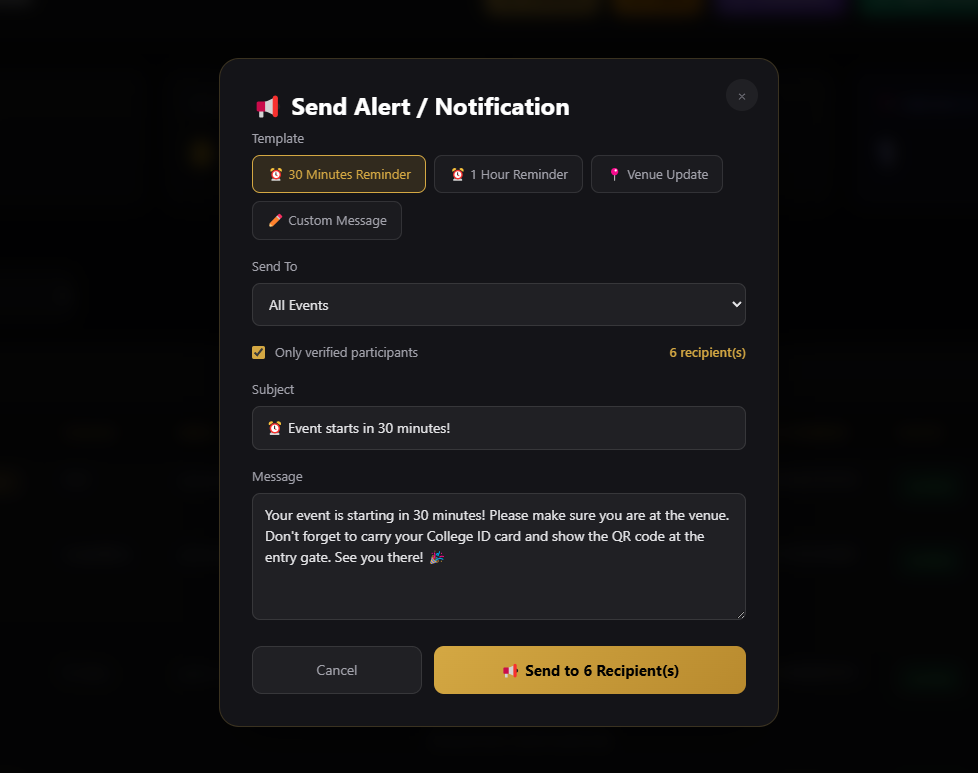 📢 Send Alert / Notification
×
Template
⏰ 30 Minutes Reminder
⏰ 1 Hour Reminder
📍 Venue Update
✏️ Custom Message
Send To
All Events
Only verified participants
6 recipient(s)
Subject
⏰ Event starts in 30 minutes!
Message
Your event is starting in 30 minutes! Please make sure you are at the venue.
Don't forget to carry your College ID card and show the QR code at the
entry gate. See you there! 🎉
Cancel
📢 Send to 6 Recipient(s)